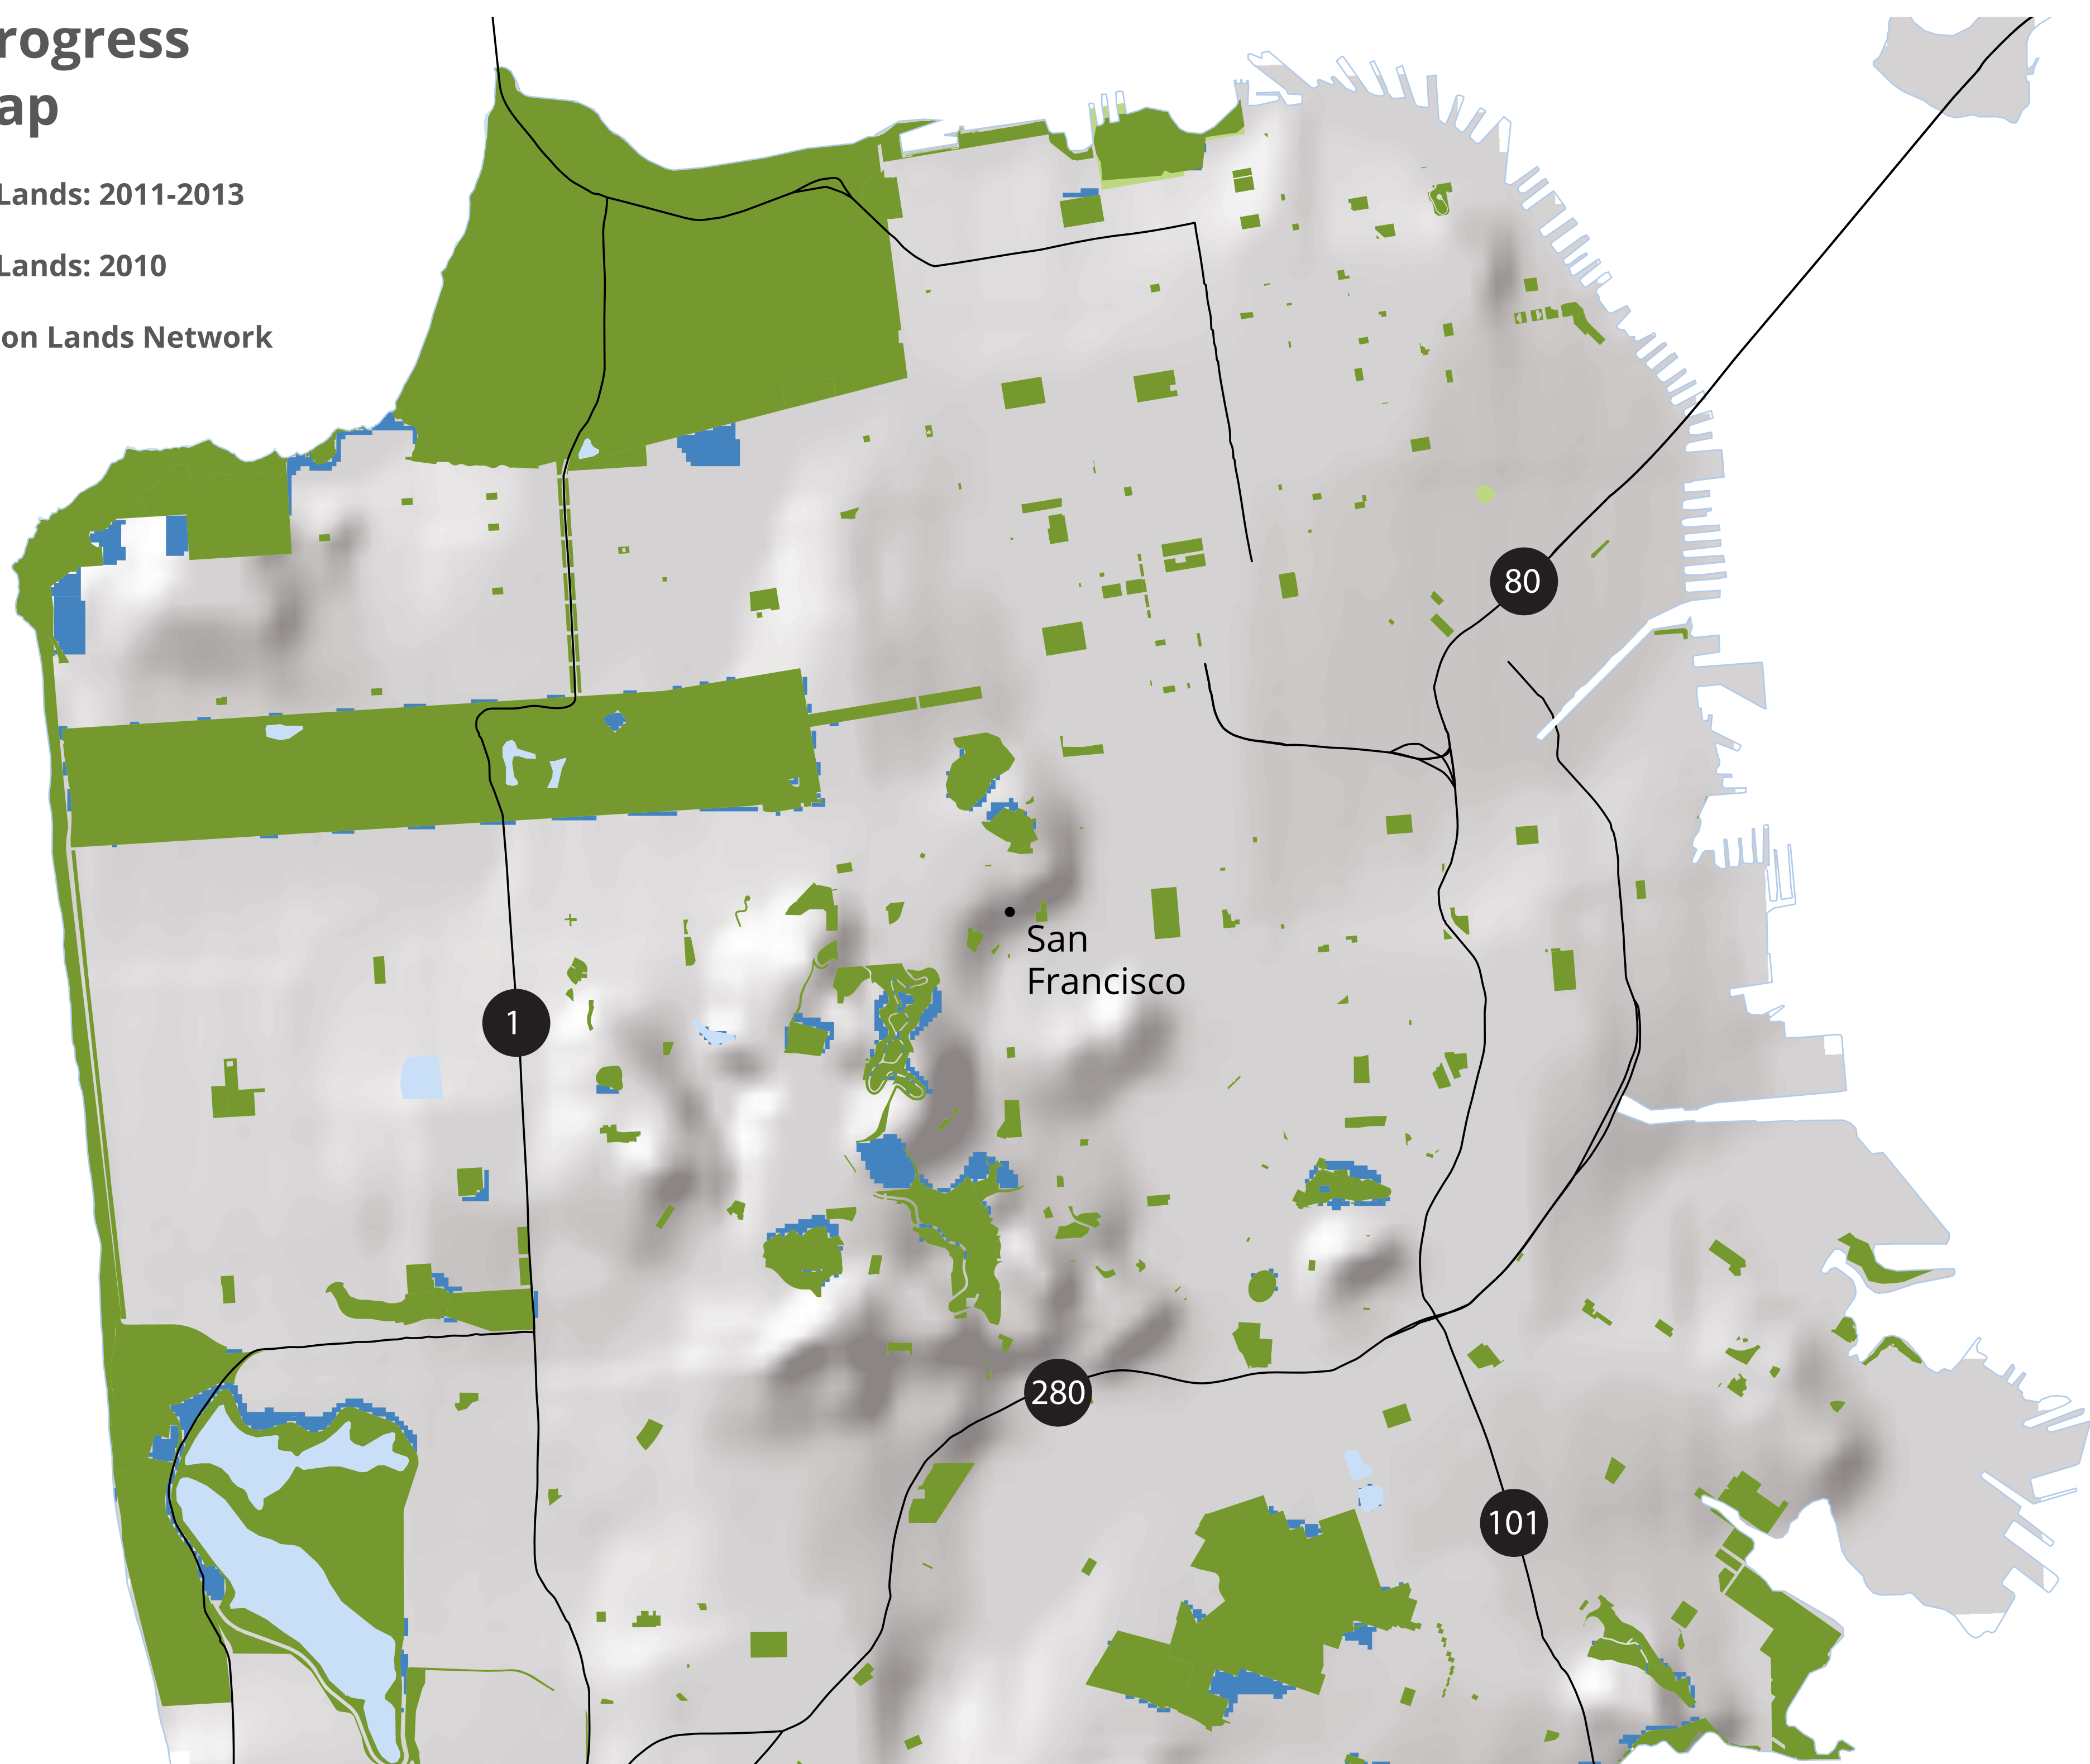 rogress
ap
Lands: 2011-2013
Lands: 2010
on Lands Network
80
San
Francisco
1
280
101